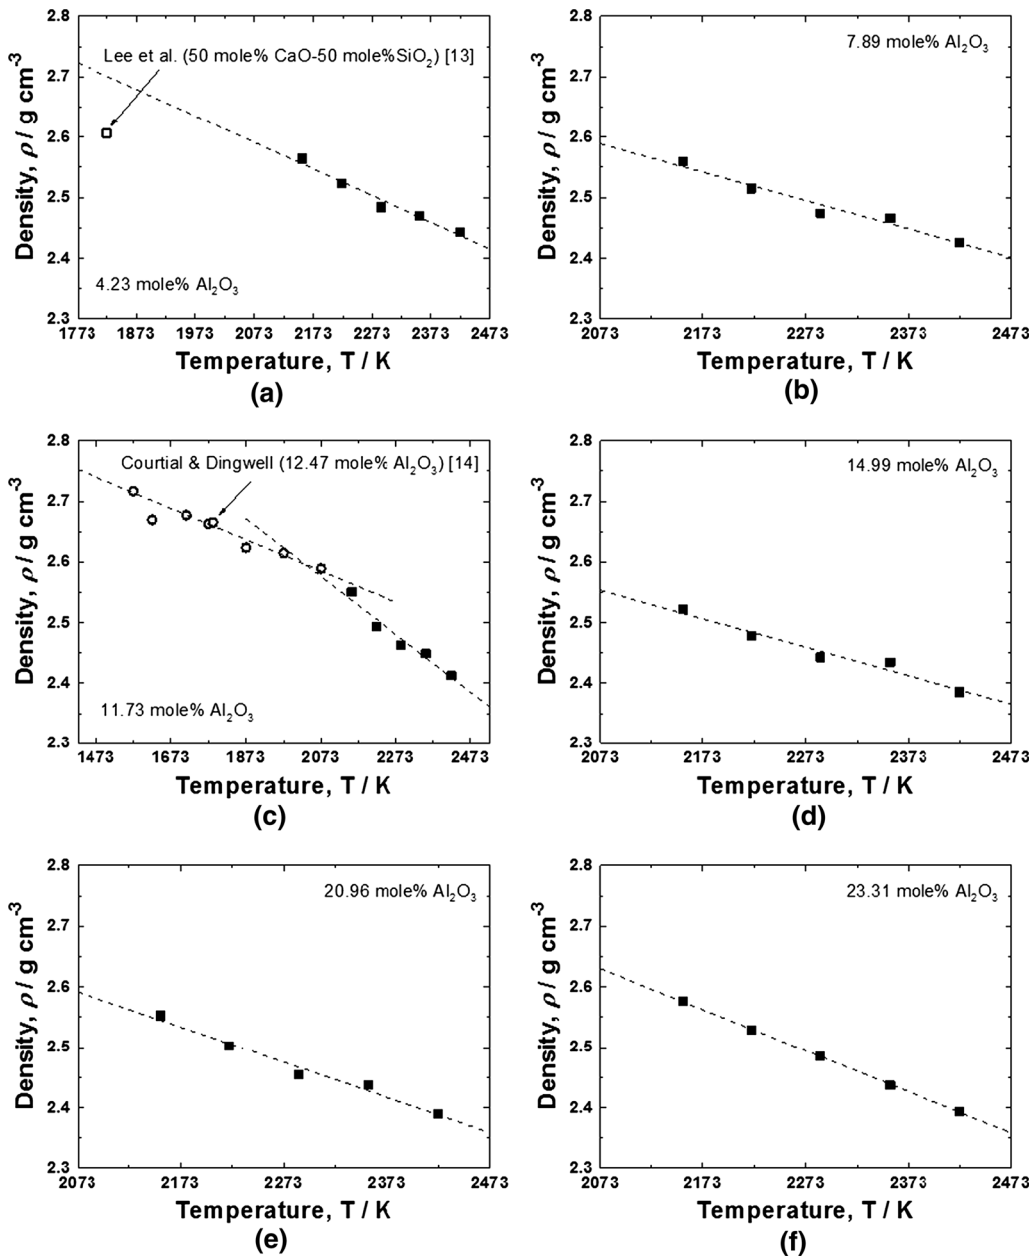 2.8
2.7
2.6
2.5
2.4
2.3
Density, ρ / g cm-3
Lee et al. (50 mole% CaO-50 mole%SiO2) [13]
4.23 mole% Al2O3
1773 1873 1973 2073 2173 2273 2373 2473
Temperature, T / K
(a)
2.8
2.7
2.6
2.5
2.4
2.3
Density, ρ / g cm-3
7.89 mole% Al2O3
2073 2173 2273 2373 2473
Temperature, T / K
(b)
2.8
2.7
2.6
2.5
2.4
2.3
Density, ρ / g cm-3
Courtial & Dingwell (12.47 mole% Al2O3) [14]
11.73 mole% Al2O3
1473 1673 1873 2073 2273 2473
Temperature, T / K
(c)
2.8
2.7
2.6
2.5
2.4
2.3
Density, ρ / g cm-3
14.99 mole% Al2O3
2073 2173 2273 2373 2473
Temperature, T / K
(d)
2.8
2.7
2.6
2.5
2.4
2.3
Density, ρ / g cm-3
20.96 mole% Al2O3
2073 2173 2273 2373 2473
Temperature, T / K
(e)
2.8
2.7
2.6
2.5
2.4
2.3
Density, ρ / g cm-3
23.31 mole% Al2O3
2073 2173 2273 2373 2473
Temperature, T / K
(f)